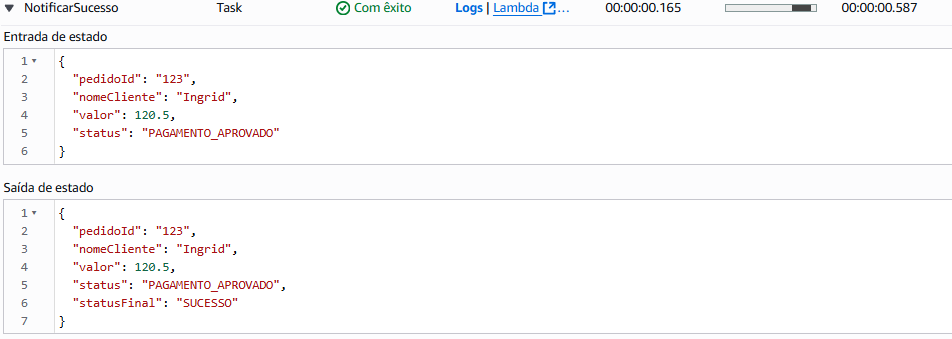 ▼ NotificarSucesso Task Com êxito Logs | Lambda ... 00:00:00.165 00:00:00.587
Entrada de estado
1 {
2 "pedidoId": "123",
3 "nomeCliente": "Ingrid",
4 "valor": 120.5,
5 "status": "PAGAMENTO_APROVADO"
6 }
Saída de estado
1 {
2 "pedidoId": "123",
3 "nomeCliente": "Ingrid",
4 "valor": 120.5,
5 "status": "PAGAMENTO_APROVADO",
6 "statusFinal": "SUCESSO"
7 }